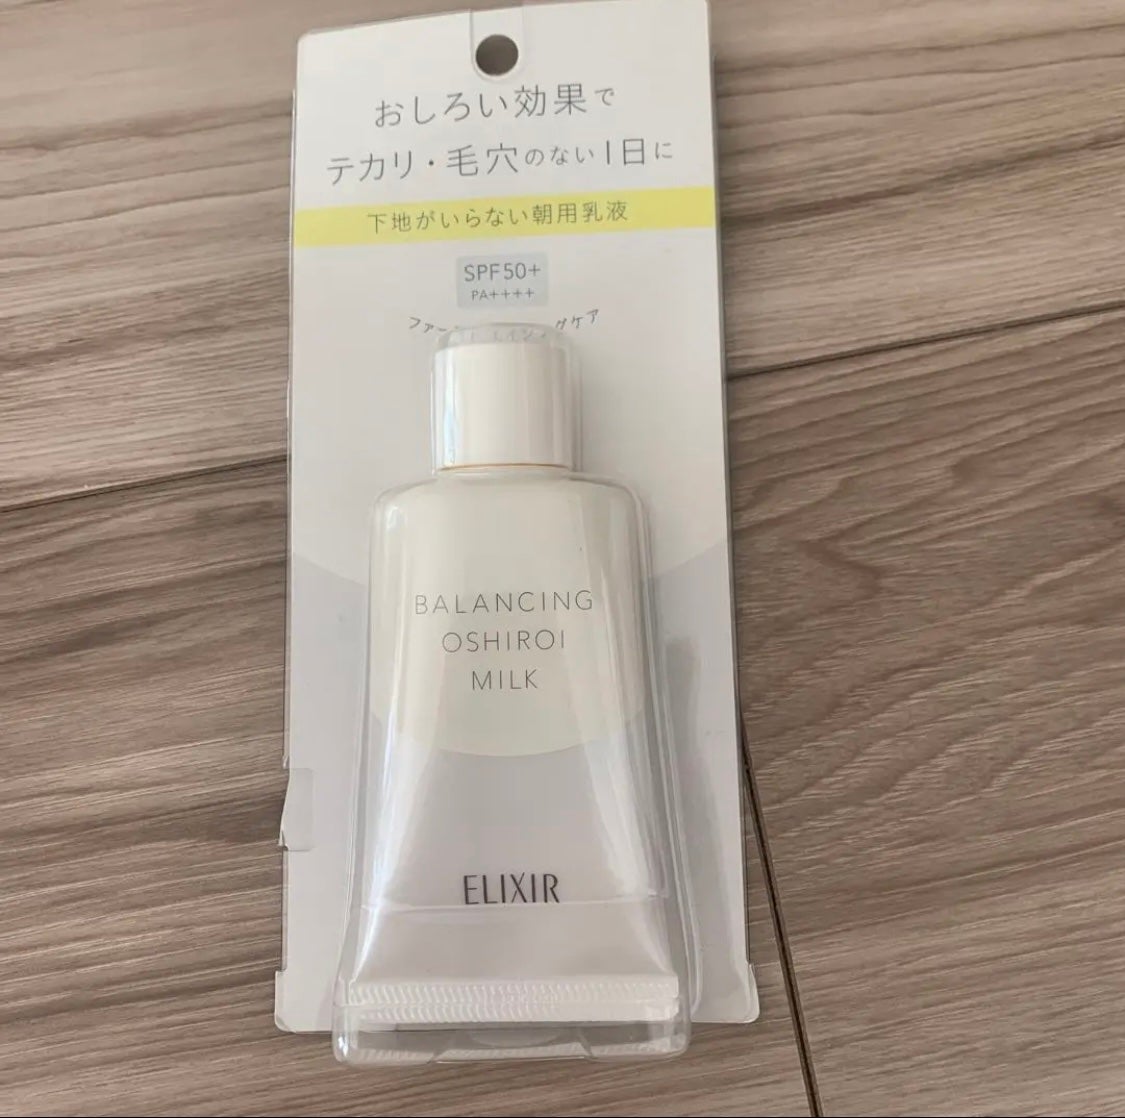 おしろい効果で
テカリ・毛穴のない1日に
下地がいらない朝用乳液
SPF50+
PA++++
BALANCING
OSHIROI
MILK
ELIXIR